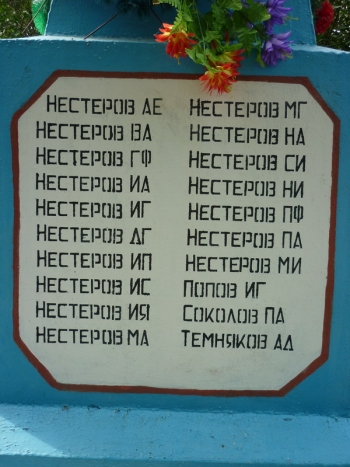 Нестеров АЕ
Нестеров ВА
Нестеров ГФ
Нестеров ИА
Нестеров ИГ
Нестеров ДГ
Нестеров ИП
Нестеров ИС
Нестеров ИЯ
Нестеров МА
Нестеров МГ
Нестеров НА
Нестеров СИ
Нестеров НИ
Нестеров ПФ
Нестеров ПА
Нестеров МИ
Попов ИГ
Соколов ПА
Темняков АД